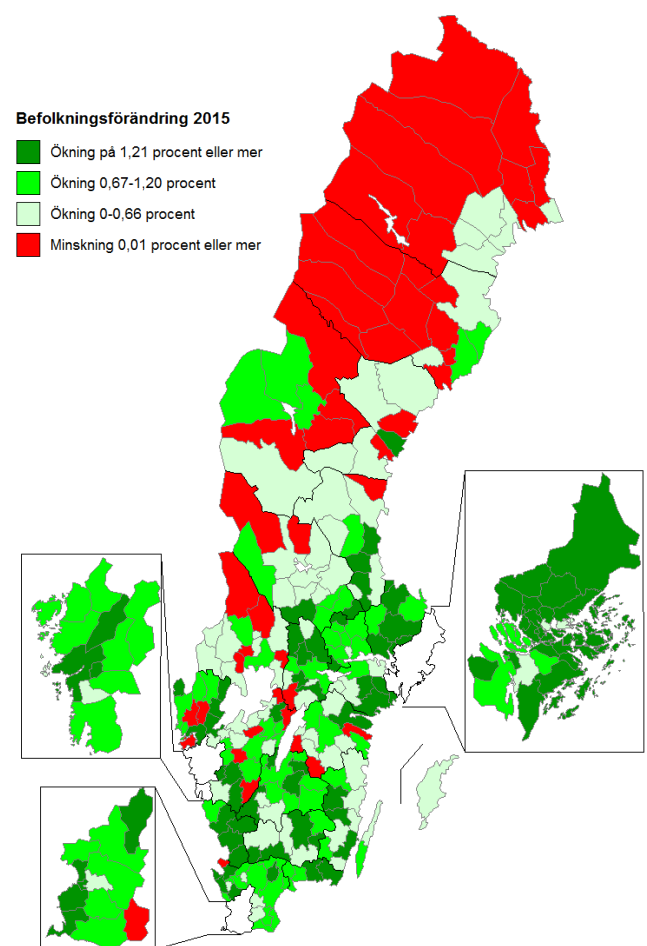 Befolkningsförändring 2015
Ökning på 1,21 procent eller mer
Ökning 0,67-1,20 procent
Ökning 0-0,66 procent
Minskning 0,01 procent eller mer